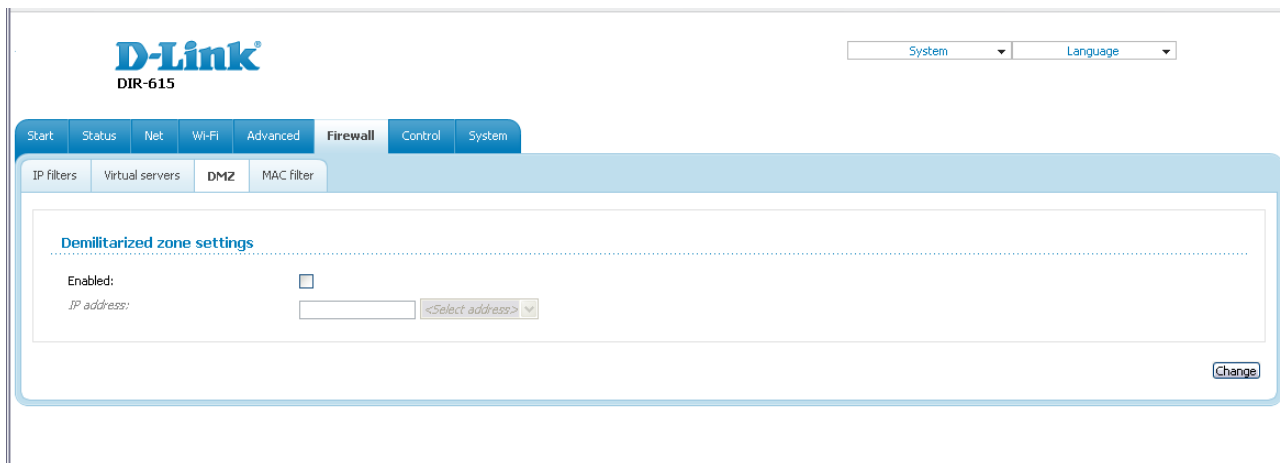 D-Link
DIR-615
System
Language
Start Status Net Wi-Fi Advanced Firewall Control System
IP filters Virtual servers DMZ MAC filter
Demilitarized zone settings
Enabled:
IP address: <Select address>
Change